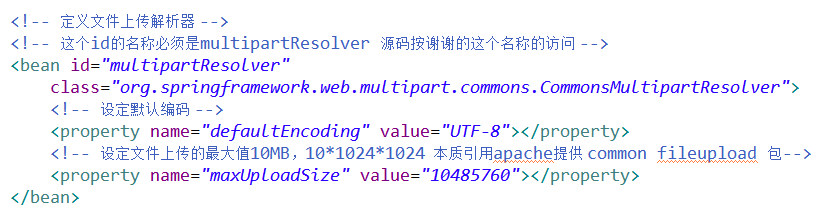 <!-- 定义文件上传解析器 -->
<!-- 这个id的名称必须是multipartResolver 源码按谢谢的这个名称的访问 -->
<bean id="multipartResolver"
class="org.springframework.web.multipart.commons.CommonsMultipartResolver">
<!-- 设定默认编码 -->
<property name="defaultEncoding" value="UTF-8"></property>
<!-- 设定文件上传的最大值10MB，10*1024*1024 本质引用apache提供 common fileupload 包-->
<property name="maxUploadSize" value="10485760"></property>
</bean>